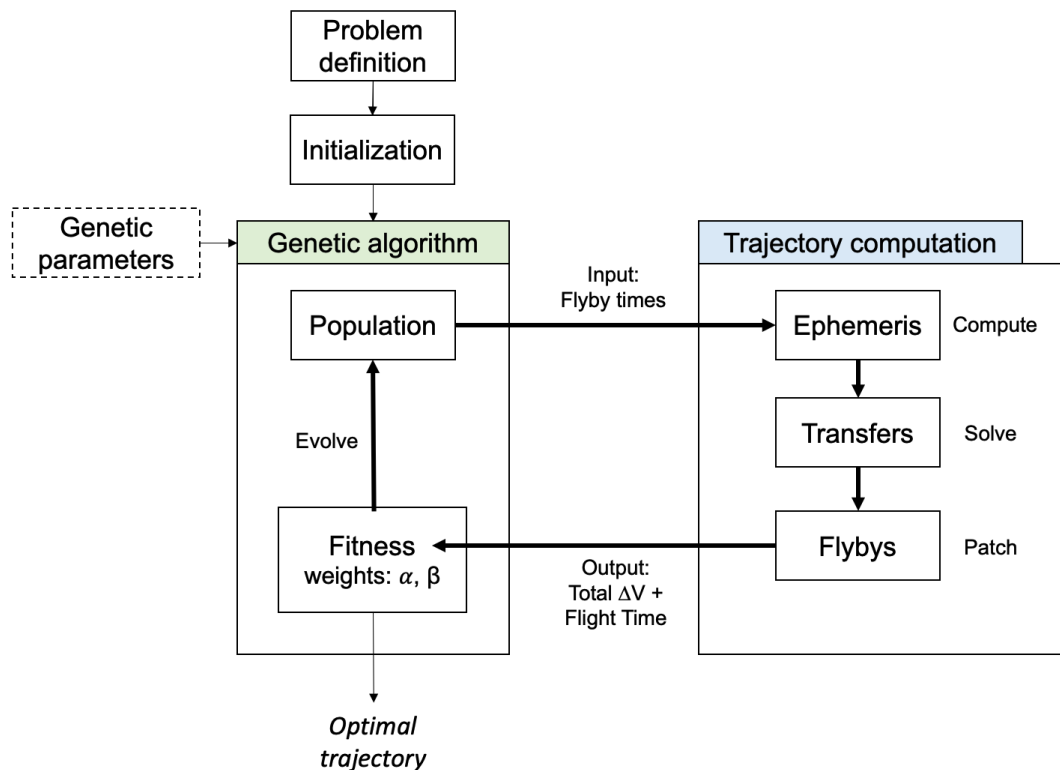 Problem
definition
Initialization
Genetic
parameters
Genetic algorithm
Trajectory computation
Input:
Flyby times
Population
Ephemeris
Compute
Evolve
Transfers
Solve
Fitness
weights: α, β
Flybys
Patch
Output:
Total ΔV +
Flight Time
Optimal
trajectory